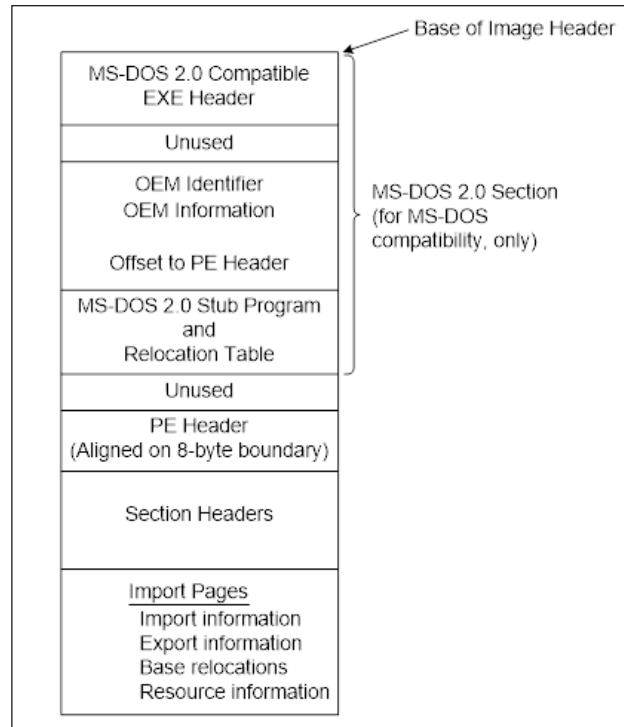 Base of Image Header
MS-DOS 2.0 Compatible
EXE Header
Unused
OEM Identifier
OEM Information
Offset to PE Header
MS-DOS 2.0 Section
(for MS-DOS
compatibility, only)
MS-DOS 2.0 Stub Program
and
Relocation Table
Unused
PE Header
(Aligned on 8-byte boundary)
Section Headers
Import Pages
Import information
Export information
Base relocations
Resource information